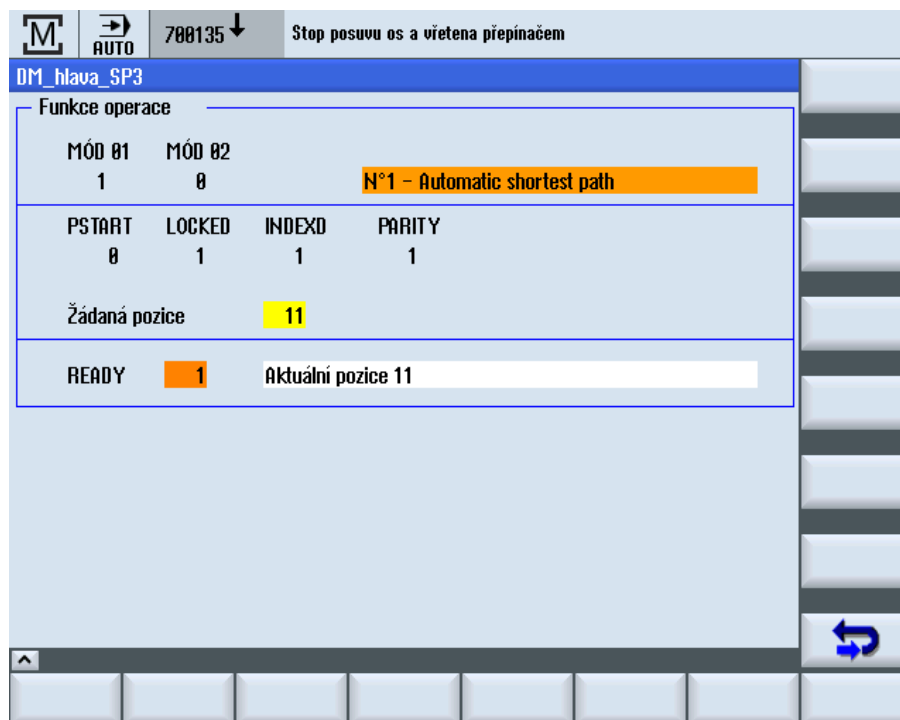 M AUTO 700135 Stop posuvu os a vřetena přepínačem
DM_hlava_SP3
Funkce operace
MÓD 01 MÓD 02
1 0 N°1 - Automatic shortest path
PSTART LOCKED INDEXD PARITY
0 1 1 1
Žádaná pozice 11
READY 1 Aktuální pozice 11